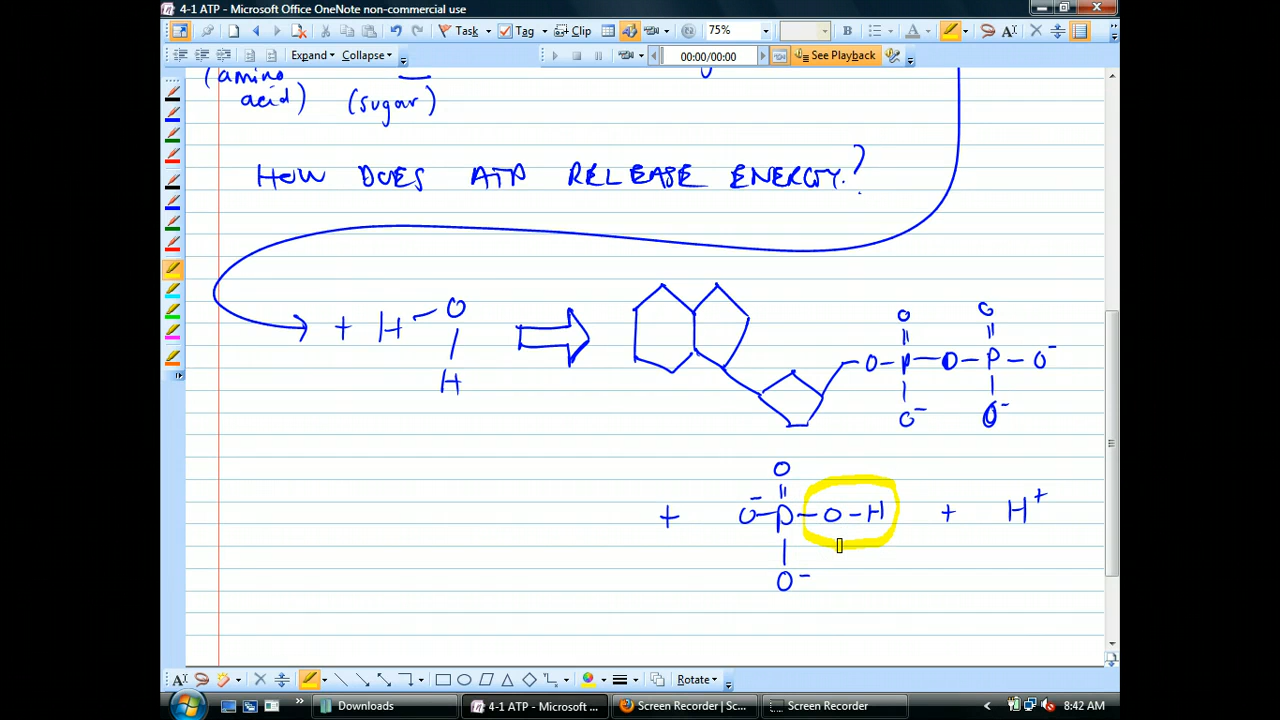 4-1 ATP - Microsoft Office OneNote non-commercial use
Task Tag Clip 75% B A A
Expand Collapse 00:00/00:00 See Playback
(amino
acid) (sugar)
HOW DOES ATP RELEASE ENERGY?
O O
+ H O
O P O P O⁻
H O⁻ O⁻
O
+ O⁻ P O H + H⁺
O⁻
A Rotate
Downloads 4-1 ATP - Microsoft ... Screen Recorder | Sc... Screen Recorder 8:42 AM